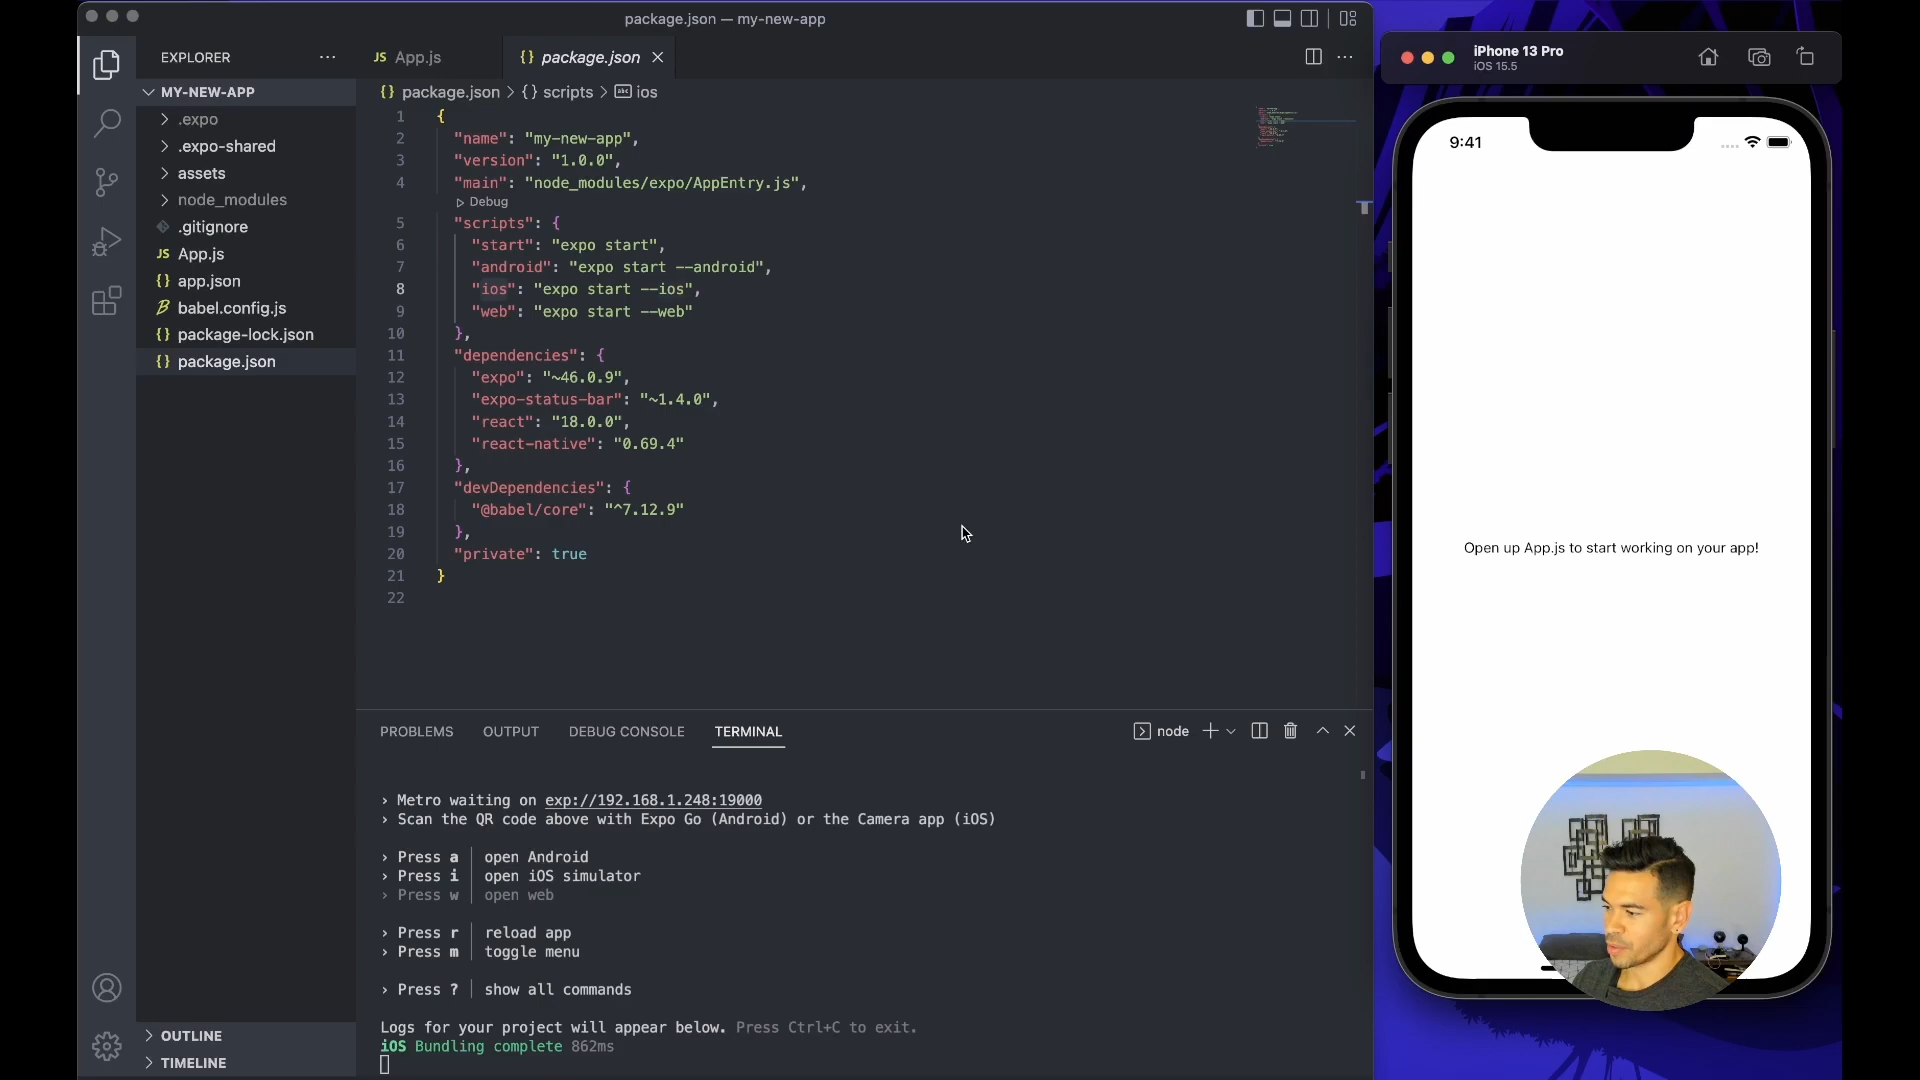 package.json — my-new-app
EXPLORER
JS App.js
{} package.json
MY-NEW-APP
.expo
.expo-shared
assets
node_modules
.gitignore
JS App.js
{} app.json
babel.config.js
{} package-lock.json
{} package.json
OUTLINE
TIMELINE
{} package.json > {} scripts > abc ios
1 {
2 "name": "my-new-app",
3 "version": "1.0.0",
4 "main": "node_modules/expo/AppEntry.js",
Debug
5 "scripts": {
6 "start": "expo start",
7 "android": "expo start --android",
8 "ios": "expo start --ios",
9 "web": "expo start --web"
10 },
11 "dependencies": {
12 "expo": "~46.0.9",
13 "expo-status-bar": "~1.4.0",
14 "react": "18.0.0",
15 "react-native": "0.69.4"
16 },
17 "devDependencies": {
18 "@babel/core": "^7.12.9"
19 },
20 "private": true
21 }
22
PROBLEMS OUTPUT DEBUG CONSOLE TERMINAL
node
› Metro waiting on exp://192.168.1.248:19000
› Scan the QR code above with Expo Go (Android) or the Camera app (iOS)
› Press a │ open Android
› Press i │ open iOS simulator
› Press w │ open web
› Press r │ reload app
› Press m │ toggle menu
› Press ? │ show all commands
Logs for your project will appear below. Press Ctrl+C to exit.
iOS Bundling complete 862ms
iPhone 13 Pro
iOS 15.5
9:41
Open up App.js to start working on your app!